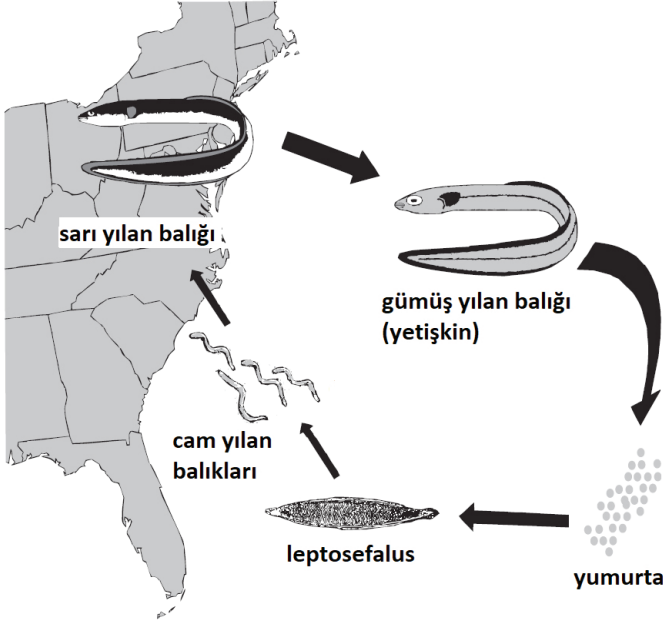 sarı yılan balığı
gümüş yılan balığı
(yetişkin)
cam yılan
balıkları
leptosefalus
yumurta